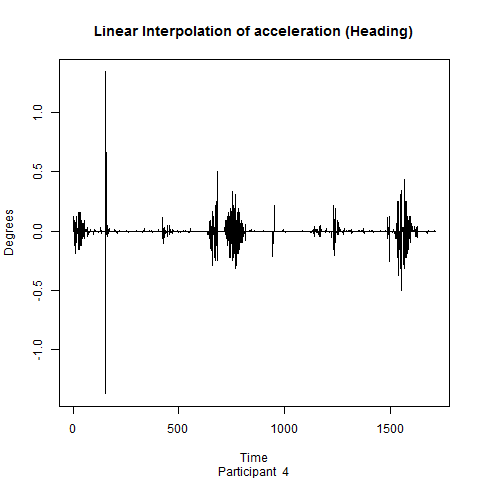 Linear Interpolation of acceleration (Heading)
1.0
0.5
0.0
-0.5
-1.0
Degrees
0 500 1000 1500
Time
Participant 4